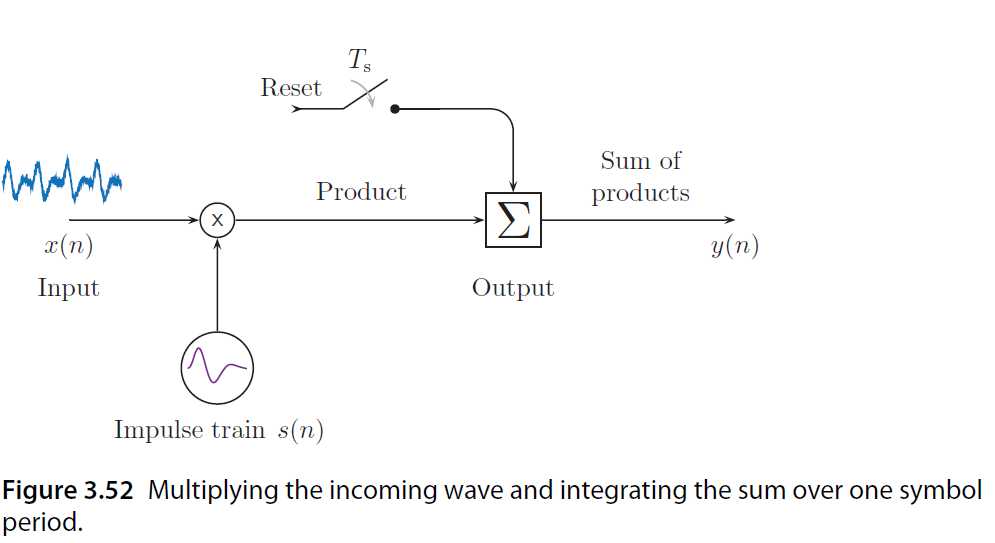 T_s
Reset
Sum of
products
Product
X
Σ
x(n)
y(n)
Input
Output
Impulse train s(n)
Figure 3.52 Multiplying the incoming wave and integrating the sum over one symbol
period.